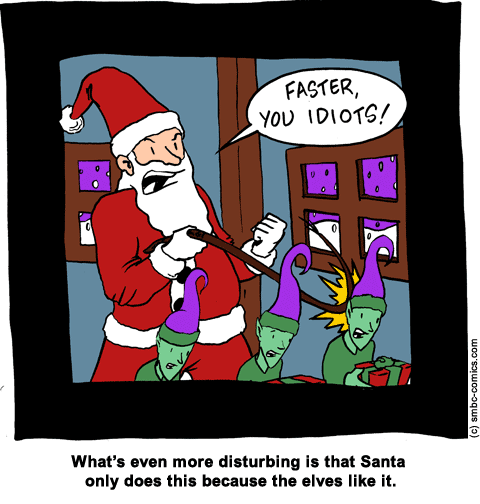 FASTER,
YOU IDIOTS!
(c) smbc-comics.com
What's even more disturbing is that Santa
only does this because the elves like it.